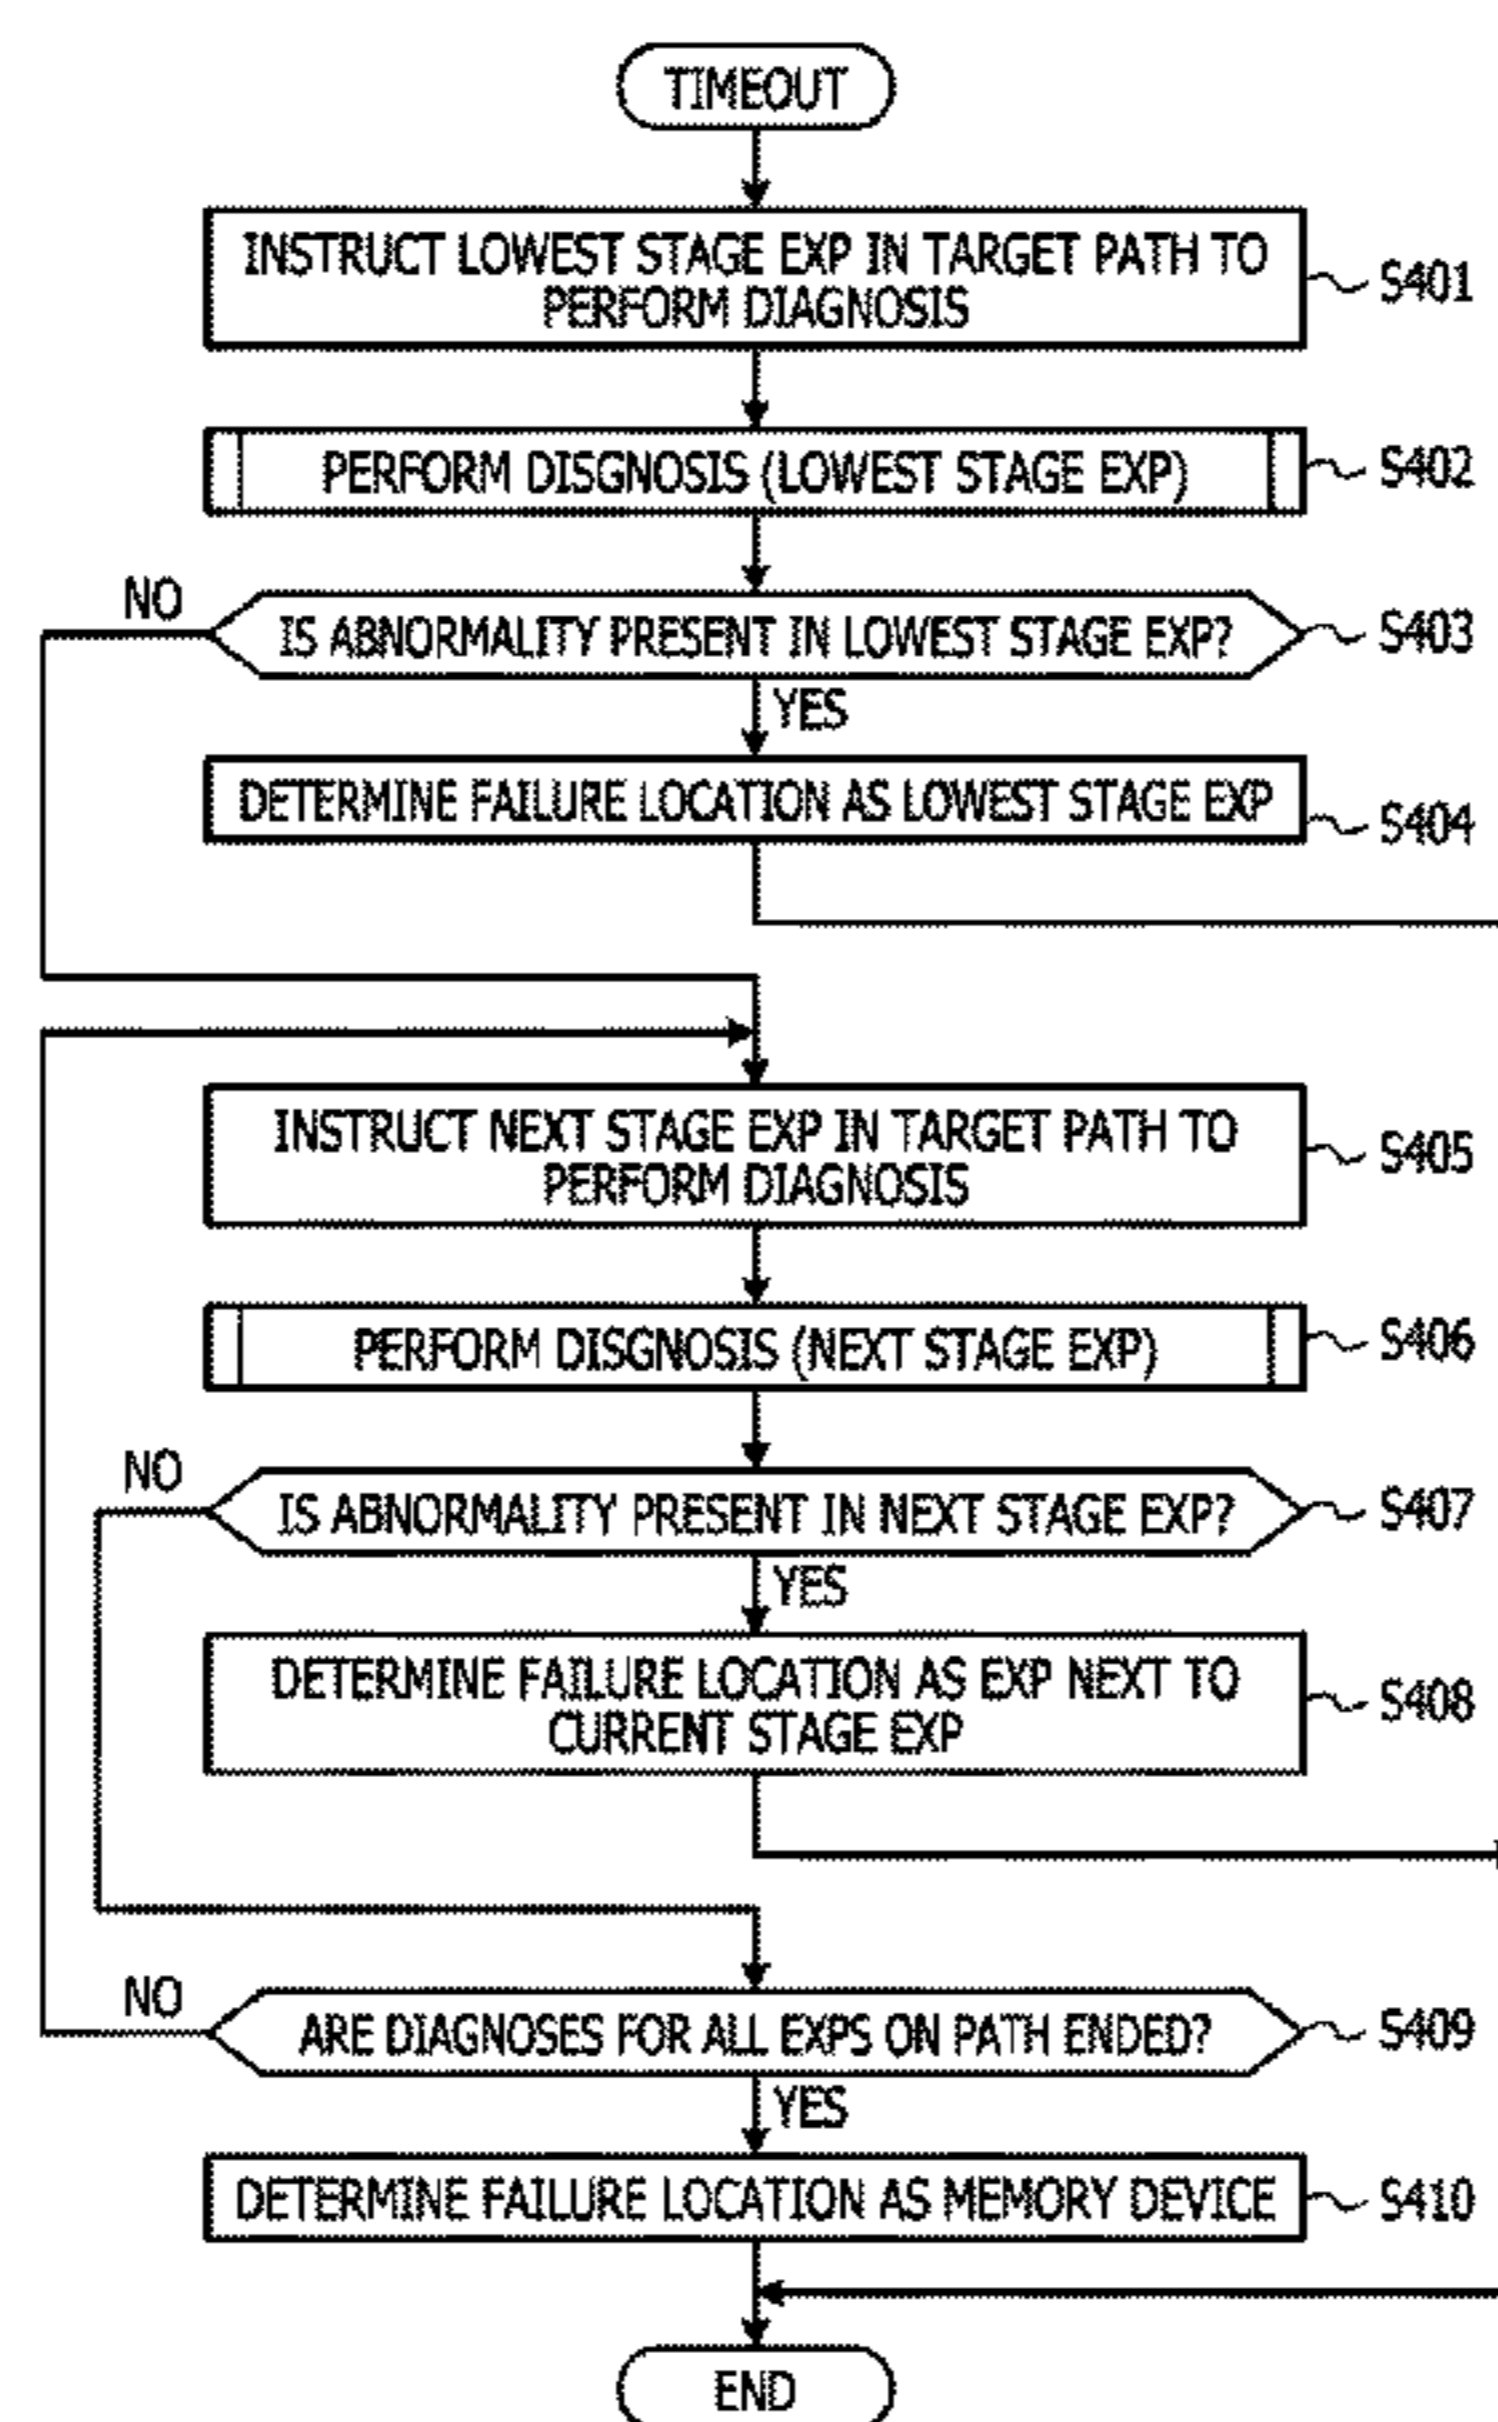 TIMEOUT
INSTRUCT LOWEST STAGE EXP IN TARGET PATH TO
PERFORM DIAGNOSIS
S401
PERFORM DISGNOSIS (LOWEST STAGE EXP)
S402
NO
IS ABNORMALITY PRESENT IN LOWEST STAGE EXP?
S403
YES
DETERMINE FAILURE LOCATION AS LOWEST STAGE EXP
S404
INSTRUCT NEXT STAGE EXP IN TARGET PATH TO
PERFORM DIAGNOSIS
S405
PERFORM DISGNOSIS (NEXT STAGE EXP)
S406
NO
IS ABNORMALITY PRESENT IN NEXT STAGE EXP?
S407
YES
DETERMINE FAILURE LOCATION AS EXP NEXT TO
CURRENT STAGE EXP
S408
NO
ARE DIAGNOSES FOR ALL EXPS ON PATH ENDED?
S409
YES
DETERMINE FAILURE LOCATION AS MEMORY DEVICE
S410
END